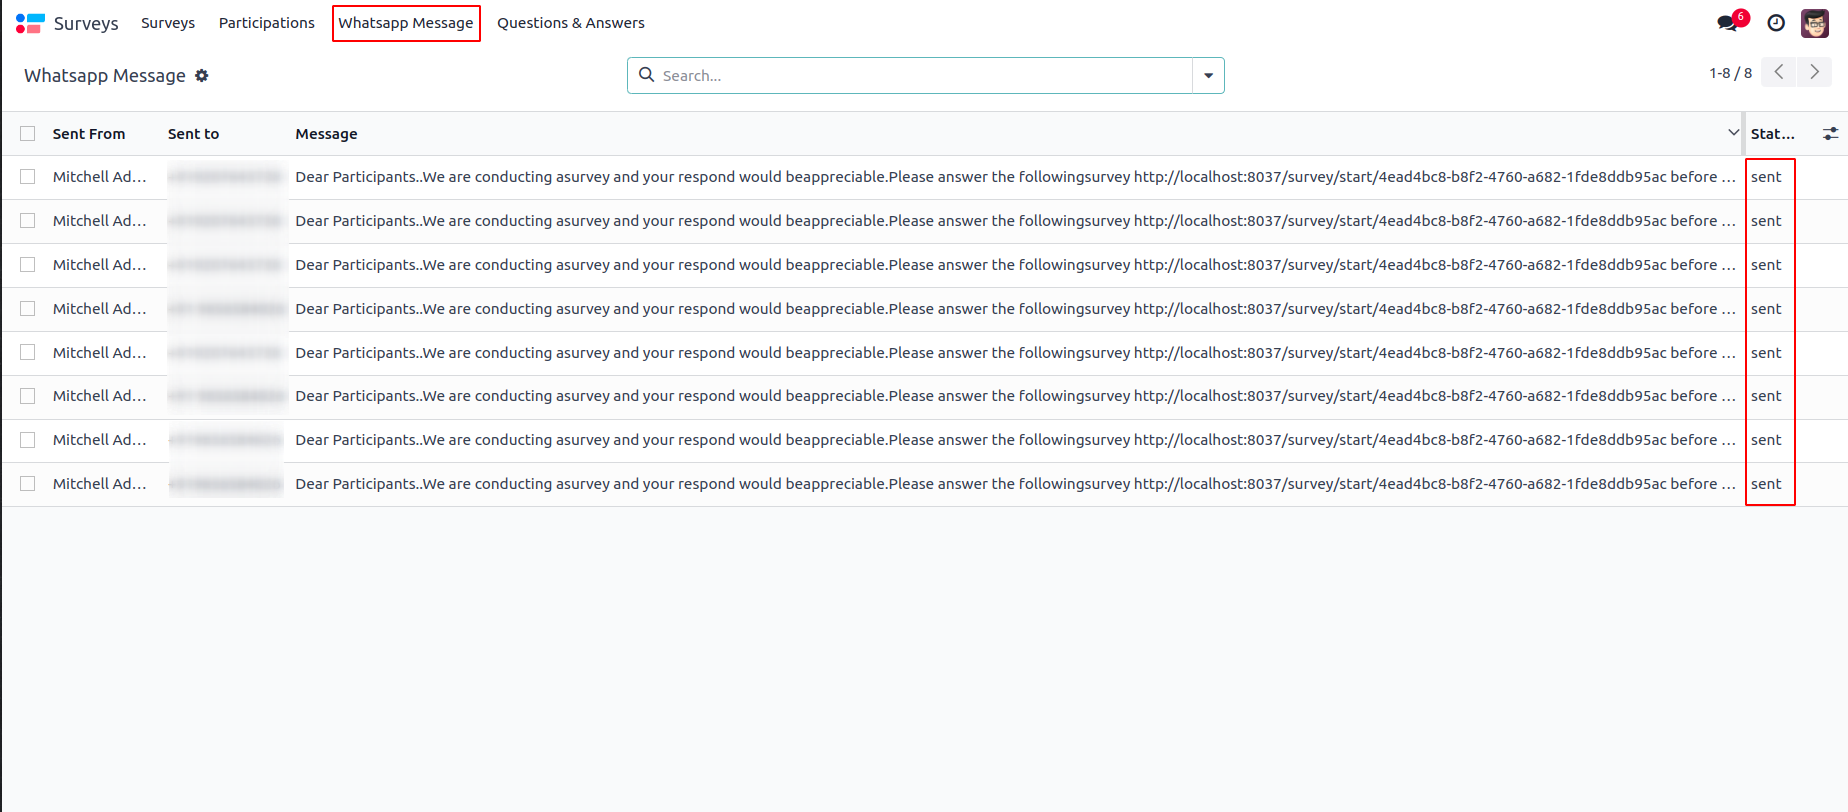 Surveys Surveys Participations Whatsapp Message Questions & Answers 6
Whatsapp Message Search... 1-8 / 8
Sent From Sent to Message Stat...
Mitchell Ad... Dear Participants..We are conducting asurvey and your respond would beappreciable.Please answer the followingsurvey http://localhost:8037/survey/start/4ead4bc8-b8f2-4760-a682-1fde8ddb95ac before ... sent
Mitchell Ad... Dear Participants..We are conducting asurvey and your respond would beappreciable.Please answer the followingsurvey http://localhost:8037/survey/start/4ead4bc8-b8f2-4760-a682-1fde8ddb95ac before ... sent
Mitchell Ad... Dear Participants..We are conducting asurvey and your respond would beappreciable.Please answer the followingsurvey http://localhost:8037/survey/start/4ead4bc8-b8f2-4760-a682-1fde8ddb95ac before ... sent
Mitchell Ad... Dear Participants..We are conducting asurvey and your respond would beappreciable.Please answer the followingsurvey http://localhost:8037/survey/start/4ead4bc8-b8f2-4760-a682-1fde8ddb95ac before ... sent
Mitchell Ad... Dear Participants..We are conducting asurvey and your respond would beappreciable.Please answer the followingsurvey http://localhost:8037/survey/start/4ead4bc8-b8f2-4760-a682-1fde8ddb95ac before ... sent
Mitchell Ad... Dear Participants..We are conducting asurvey and your respond would beappreciable.Please answer the followingsurvey http://localhost:8037/survey/start/4ead4bc8-b8f2-4760-a682-1fde8ddb95ac before ... sent
Mitchell Ad... Dear Participants..We are conducting asurvey and your respond would beappreciable.Please answer the followingsurvey http://localhost:8037/survey/start/4ead4bc8-b8f2-4760-a682-1fde8ddb95ac before ... sent
Mitchell Ad... Dear Participants..We are conducting asurvey and your respond would beappreciable.Please answer the followingsurvey http://localhost:8037/survey/start/4ead4bc8-b8f2-4760-a682-1fde8ddb95ac before ... sent